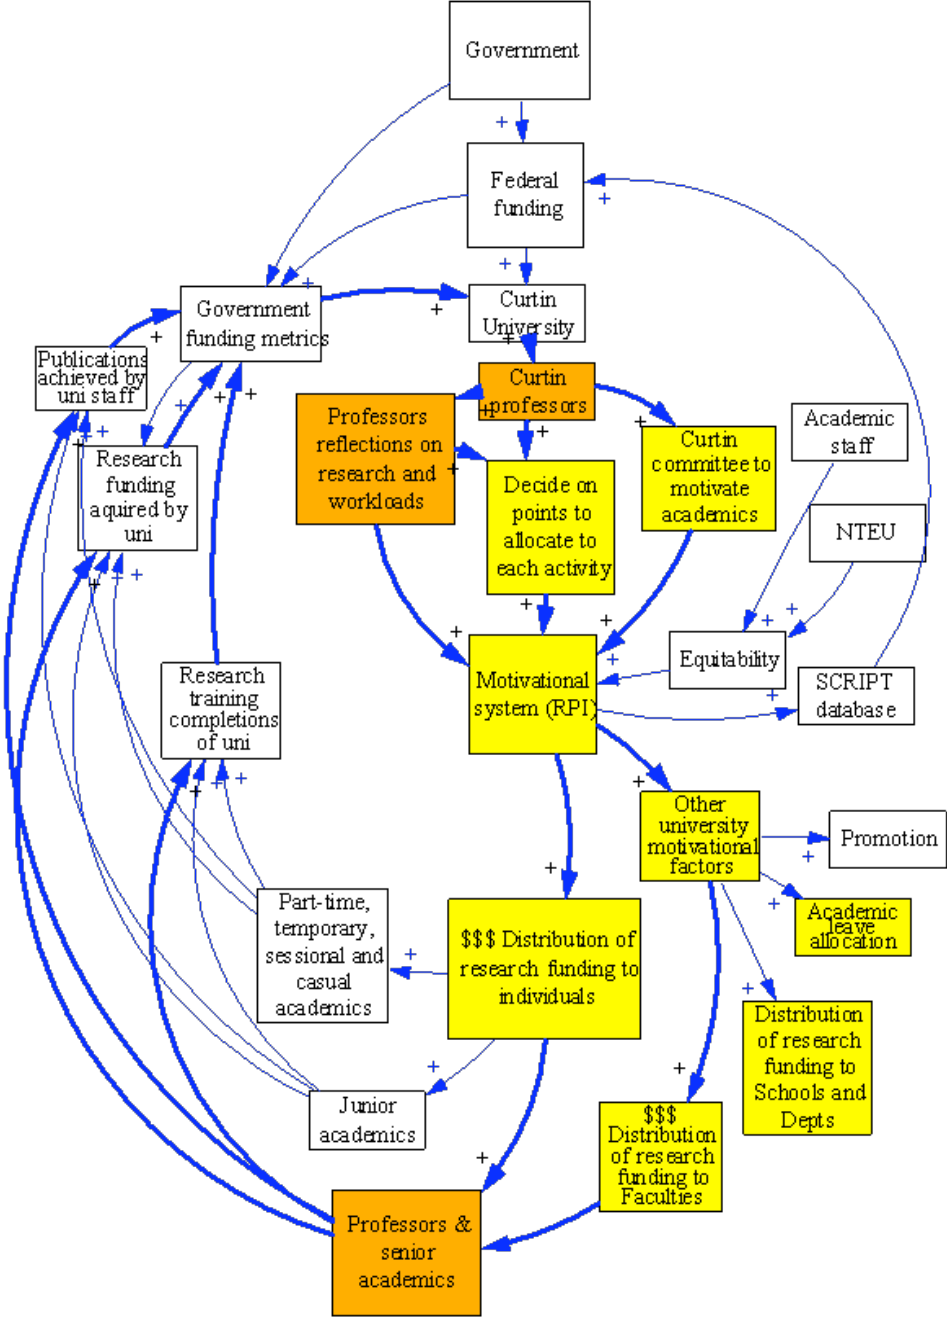 Government
Federal
funding
Government
funding metrics
Curtin
University
Publications
achieved by
uni staff
Curtin
professors
Professors
reflections on
research and
workloads
Curtin
committee to
motivate
academics
Academic
staff
Research
funding
aquired by
uni
Decide on
points to
allocate to
each activity
NTEU
Equitability
Research
training
completions
of uni
Motivational
system (RPI)
SCRIPT
database
Other
university
motivational
factors
Promotion
Part-time,
temporary,
sessional and
casual
academics
$$$ Distribution of
research funding to
individuals
Academic
leave
allocation
Distribution
of research
funding to
Schools and
Depts
Junior
academics
$$$
Distribution
of research
funding to
Faculties
Professors &
senior
academics